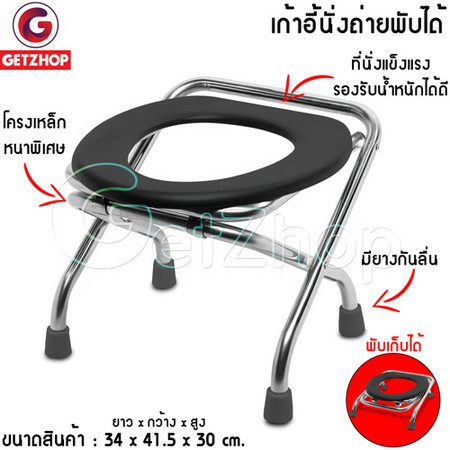 G
GETZHOP
เก้าอี้นั่งถ่ายพับได้
ที่นั่งแข็งแรง
รองรับน้ำหนักได้ดี
โครงเหล็ก
หนาพิเศษ
GetZhop
มียางกันลื่น
พับเก็บได้
ยาว x กว้าง x สูง
ขนาดสินค้า : 34 x 41.5 x 30 cm.